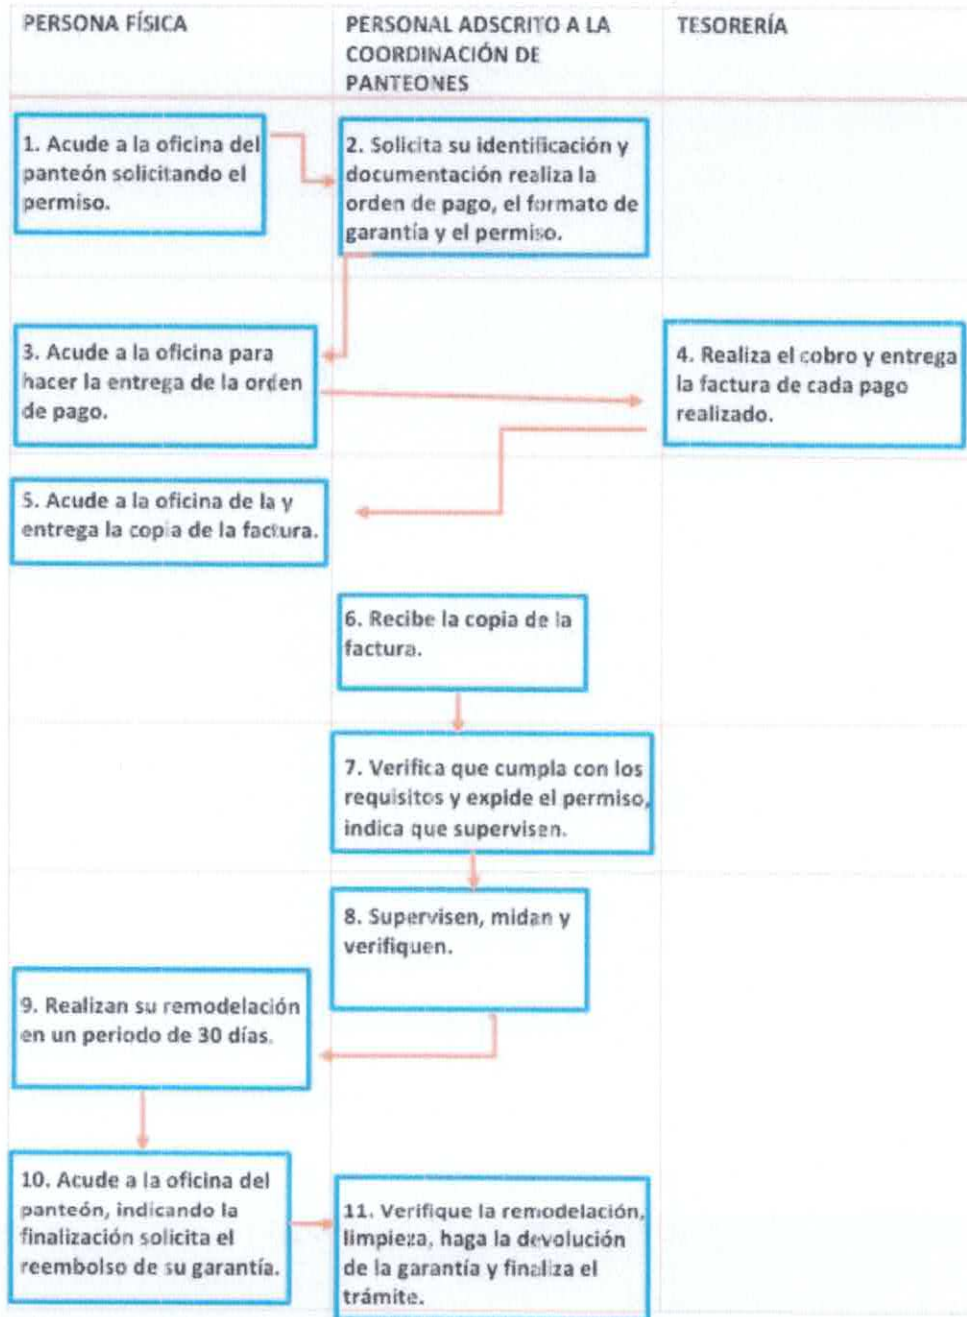 PERSONA FÍSICA
PERSONAL ADSCRITO A LA
COORDINACIÓN DE
PANTEONES
TESORERÍA
1. Acude a la oficina del
panteón solicitando el
permiso.
2. Solicita su identificación y
documentación realiza la
orden de pago, el formato de
garantía y el permiso.
3. Acude a la oficina para
hacer la entrega de la orden
de pago.
4. Realiza el cobro y entrega
la factura de cada pago
realizado.
5. Acude a la oficina de la y
entrega la copia de la factura.
6. Recibe la copia de la
factura.
7. Verifica que cumpla con los
requisitos y expide el permiso,
indica que supervisen.
8. Supervisen, midan y
verifiquen.
9. Realizan su remodelación
en un periodo de 30 días.
10. Acude a la oficina del
panteón, indicando la
finalización solicita el
reembolso de su garantía.
11. Verifique la remodelación,
limpieza, haga la devolución
de la garantía y finaliza el
trámite.